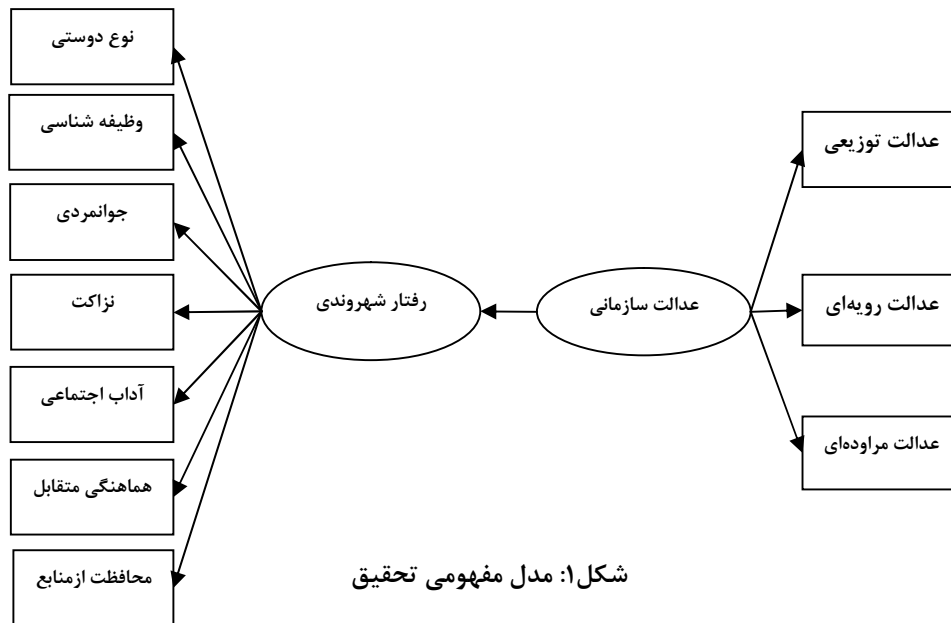 نوع دوستی
وظیفه شناسی
جوانمردی
نزاکت
آداب اجتماعی
هماهنگی متقابل
محافظت ازمنابع
رفتار شهروندی
عدالت سازمانی
عدالت توزیعی
عدالت رویه‌ای
عدالت مراوده‌ای
شکل۱: مدل مفهومی تحقیق